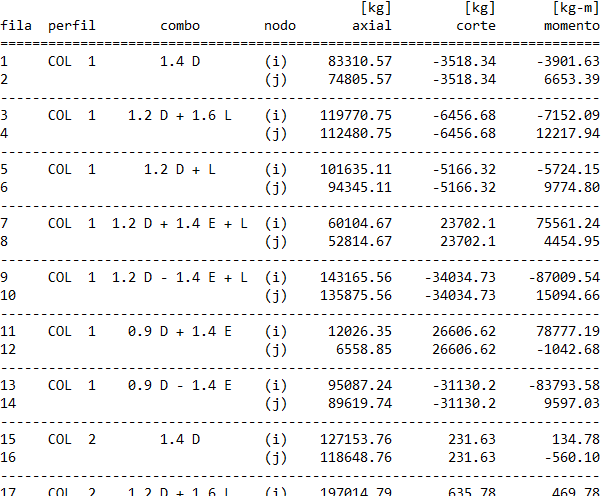 [kg] [kg] [kg-m]
fila perfil combo nodo axial corte momento
================================================================================
1 COL 1 1.4 D (i) 83310.57 -3518.34 -3901.63
2 (j) 74805.57 -3518.34 6653.39
--------------------------------------------------------------------------------
3 COL 1 1.2 D + 1.6 L (i) 119770.75 -6456.68 -7152.09
4 (j) 112480.75 -6456.68 12217.94
--------------------------------------------------------------------------------
5 COL 1 1.2 D + L (i) 101635.11 -5166.32 -5724.15
6 (j) 94345.11 -5166.32 9774.80
--------------------------------------------------------------------------------
7 COL 1 1.2 D + 1.4 E + L (i) 60104.67 23702.1 75561.24
8 (j) 52814.67 23702.1 4454.95
--------------------------------------------------------------------------------
9 COL 1 1.2 D - 1.4 E + L (i) 143165.56 -34034.73 -87009.54
10 (j) 135875.56 -34034.73 15094.66
--------------------------------------------------------------------------------
11 COL 1 0.9 D + 1.4 E (i) 12026.35 26606.62 78777.19
12 (j) 6558.85 26606.62 -1042.68
--------------------------------------------------------------------------------
13 COL 1 0.9 D - 1.4 E (i) 95087.24 -31130.2 -83793.58
14 (j) 89619.74 -31130.2 9597.03
--------------------------------------------------------------------------------
15 COL 2 1.4 D (i) 127153.76 231.63 134.78
16 (j) 118648.76 231.63 -560.10
--------------------------------------------------------------------------------
17 COL 2 1.2 D + 1.6 L (i) 197014.79 635.78 469.78